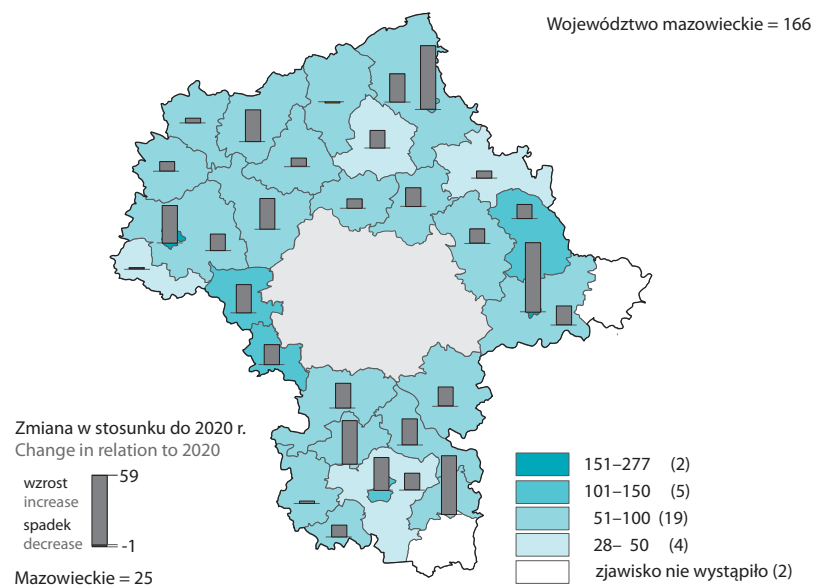 Województwo mazowieckie = 166
Zmiana w stosunku do 2020 r.
Change in relation to 2020
wzrost
increase
spadek
decrease
59
-1
Mazowieckie = 25
151–277 (2)
101–150 (5)
51–100 (19)
28– 50 (4)
zjawisko nie wystąpiło (2)